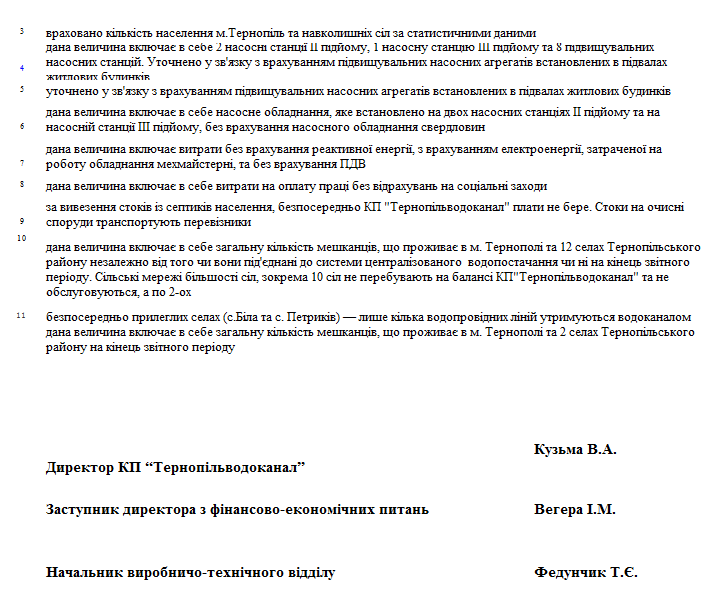 3 враховано кількість населення м.Тернопіль та навколишніх сіл за статистичними даними
дана величина включає в себе 2 насосні станції ІІ підйому, 1 насосну станцію ІІІ підйому та 8 підвищувальних
насосних станцій. Уточнено у зв'язку з врахуванням підвищувальних насосних агрегатів встановлених в підвалах
4 житлових будинків
5 уточнено у зв'язку з врахуванням підвищувальних насосних агрегатів встановлених в підвалах житлових будинків
дана величина включає в себе насосне обладнання, яке встановлено на двох насосних станціях ІІ підйому та на
6 насосній станції ІІІ підйому, без врахування насосного обладнання свердловин
дана величина включає витрати без врахування реактивної енергії, з врахуванням електроенергії, затраченої на
7 роботу обладнання мехмайстерні, та без врахування ПДВ
8 дана величина включає в себе витрати на оплату праці без відрахувань на соціальні заходи
за вивезення стоків із септиків населення, безпосередньо КП "Тернопільводоканал" плати не бере. Стоки на очисні
9 споруди транспортують перевізники
10 дана величина включає в себе загальну кількість мешканців, що проживає в м. Тернополі та 12 селах Тернопільського
району незалежно від того чи вони під'єднані до системи централізованого водопостачання чи ні на кінець звітного
періоду. Сільські мережі більшості сіл, зокрема 10 сіл не перебувають на балансі КП"Тернопільводоканал" та не
обслуговуються, а по 2-ох
11 безпосередньо прилеглих селах (с.Біла та с. Петриків) — лише кілька водопровідних ліній утримуються водоканалом
дана величина включає в себе загальну кількість мешканців, що проживає в м. Тернополі та 2 селах Тернопільського
району на кінець звітного періоду
Кузьма В.А.
Директор КП “Тернопільводоканал”
Заступник директора з фінансово-економічних питань Вегера І.М.
Начальник виробничо-технічного відділу Федунчик Т.Є.